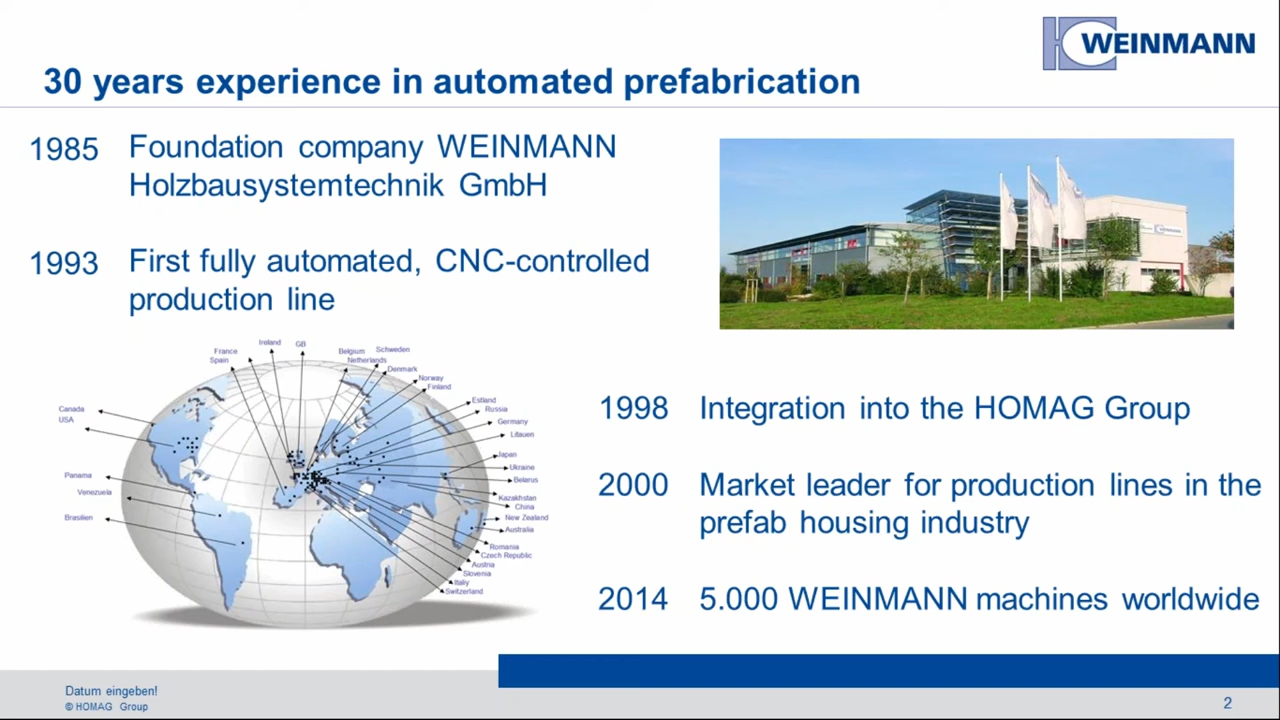 WEINMANN
30 years experience in automated prefabrication
1985 Foundation company WEINMANN
Holzbausystemtechnik GmbH
1993 First fully automated, CNC-controlled
production line
Ireland
GB
France
Spain
Belgium
Schweden
Netherlands
Denmark
Norway
Finland
Canada
USA
Estland
Russia
Germany
Litauen
Japan
Ukraine
Belarus
Panama
Venezuela
Brasilien
Kazakhstan
China
New Zealand
Australia
Romania
Czech Republic
Austria
Slovenia
Italiy
Switzerland
1998 Integration into the HOMAG Group
2000 Market leader for production lines in the
prefab housing industry
2014 5.000 WEINMANN machines worldwide
Datum eingeben!
© HOMAG Group
2